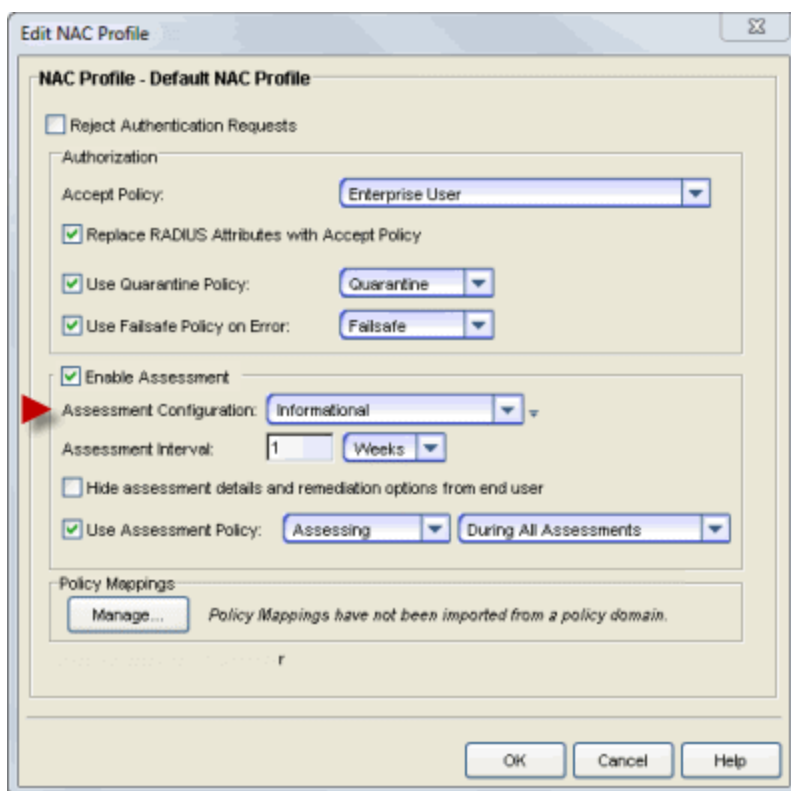 Edit NAC Profile
NAC Profile - Default NAC Profile
Reject Authentication Requests
Authorization
Accept Policy: Enterprise User
Replace RADIUS Attributes with Accept Policy
Use Quarantine Policy: Quarantine
Use Failsafe Policy on Error: Failsafe
Enable Assessment
Assessment Configuration: Informational
Assessment Interval: 1 Weeks
Hide assessment details and remediation options from end user
Use Assessment Policy: Assessing During All Assessments
Policy Mappings
Manage... Policy Mappings have not been imported from a policy domain.
r
OK Cancel Help